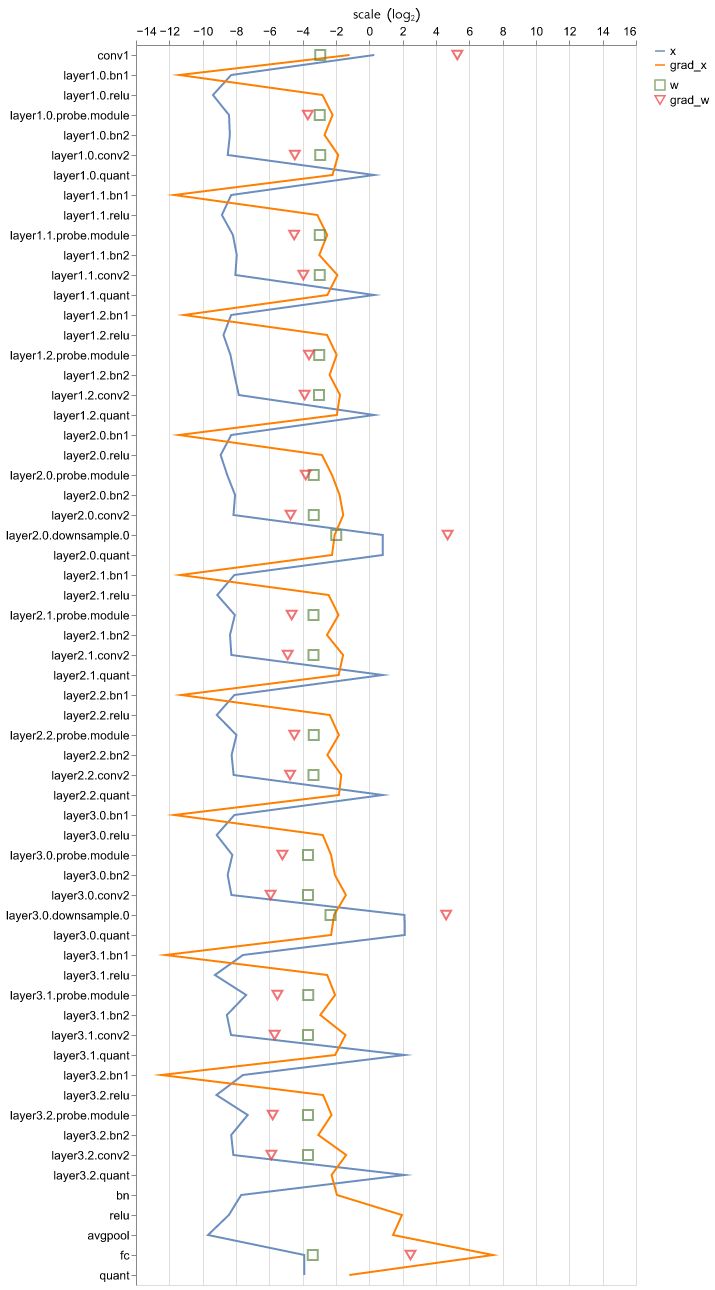 scale (log₂)
−14 −12 −10 −8 −6 −4 −2 0 2 4 6 8 10 12 14 16
x
grad_x
w
grad_w
conv1
layer1.0.bn1
layer1.0.relu
layer1.0.probe.module
layer1.0.bn2
layer1.0.conv2
layer1.0.quant
layer1.1.bn1
layer1.1.relu
layer1.1.probe.module
layer1.1.bn2
layer1.1.conv2
layer1.1.quant
layer1.2.bn1
layer1.2.relu
layer1.2.probe.module
layer1.2.bn2
layer1.2.conv2
layer1.2.quant
layer2.0.bn1
layer2.0.relu
layer2.0.probe.module
layer2.0.bn2
layer2.0.conv2
layer2.0.downsample.0
layer2.0.quant
layer2.1.bn1
layer2.1.relu
layer2.1.probe.module
layer2.1.bn2
layer2.1.conv2
layer2.1.quant
layer2.2.bn1
layer2.2.relu
layer2.2.probe.module
layer2.2.bn2
layer2.2.conv2
layer2.2.quant
layer3.0.bn1
layer3.0.relu
layer3.0.probe.module
layer3.0.bn2
layer3.0.conv2
layer3.0.downsample.0
layer3.0.quant
layer3.1.bn1
layer3.1.relu
layer3.1.probe.module
layer3.1.bn2
layer3.1.conv2
layer3.1.quant
layer3.2.bn1
layer3.2.relu
layer3.2.probe.module
layer3.2.bn2
layer3.2.conv2
layer3.2.quant
bn
relu
avgpool
fc
quant